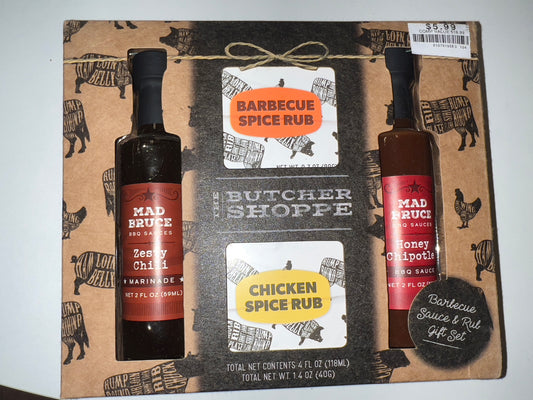 $5.99
BARBECUE
SPICE RUB
THE
BUTCHER
SHOPPE
CHICKEN
SPICE RUB
TOTAL NET CONTENTS 4 FL OZ (118ML)
TOTAL NET WT. 1.4 OZ (40G)
MAD
BRUCE
BBQ SAUCES
Zesty
Chili
MARINADE
NET 2 FL OZ (59ML)
MAD
BRUCE
BBQ SAUCES
Honey
Chipotle
BBQ SAUCE
NET 2 FL OZ
Barbecue
Sauce & Rub
Gift Set